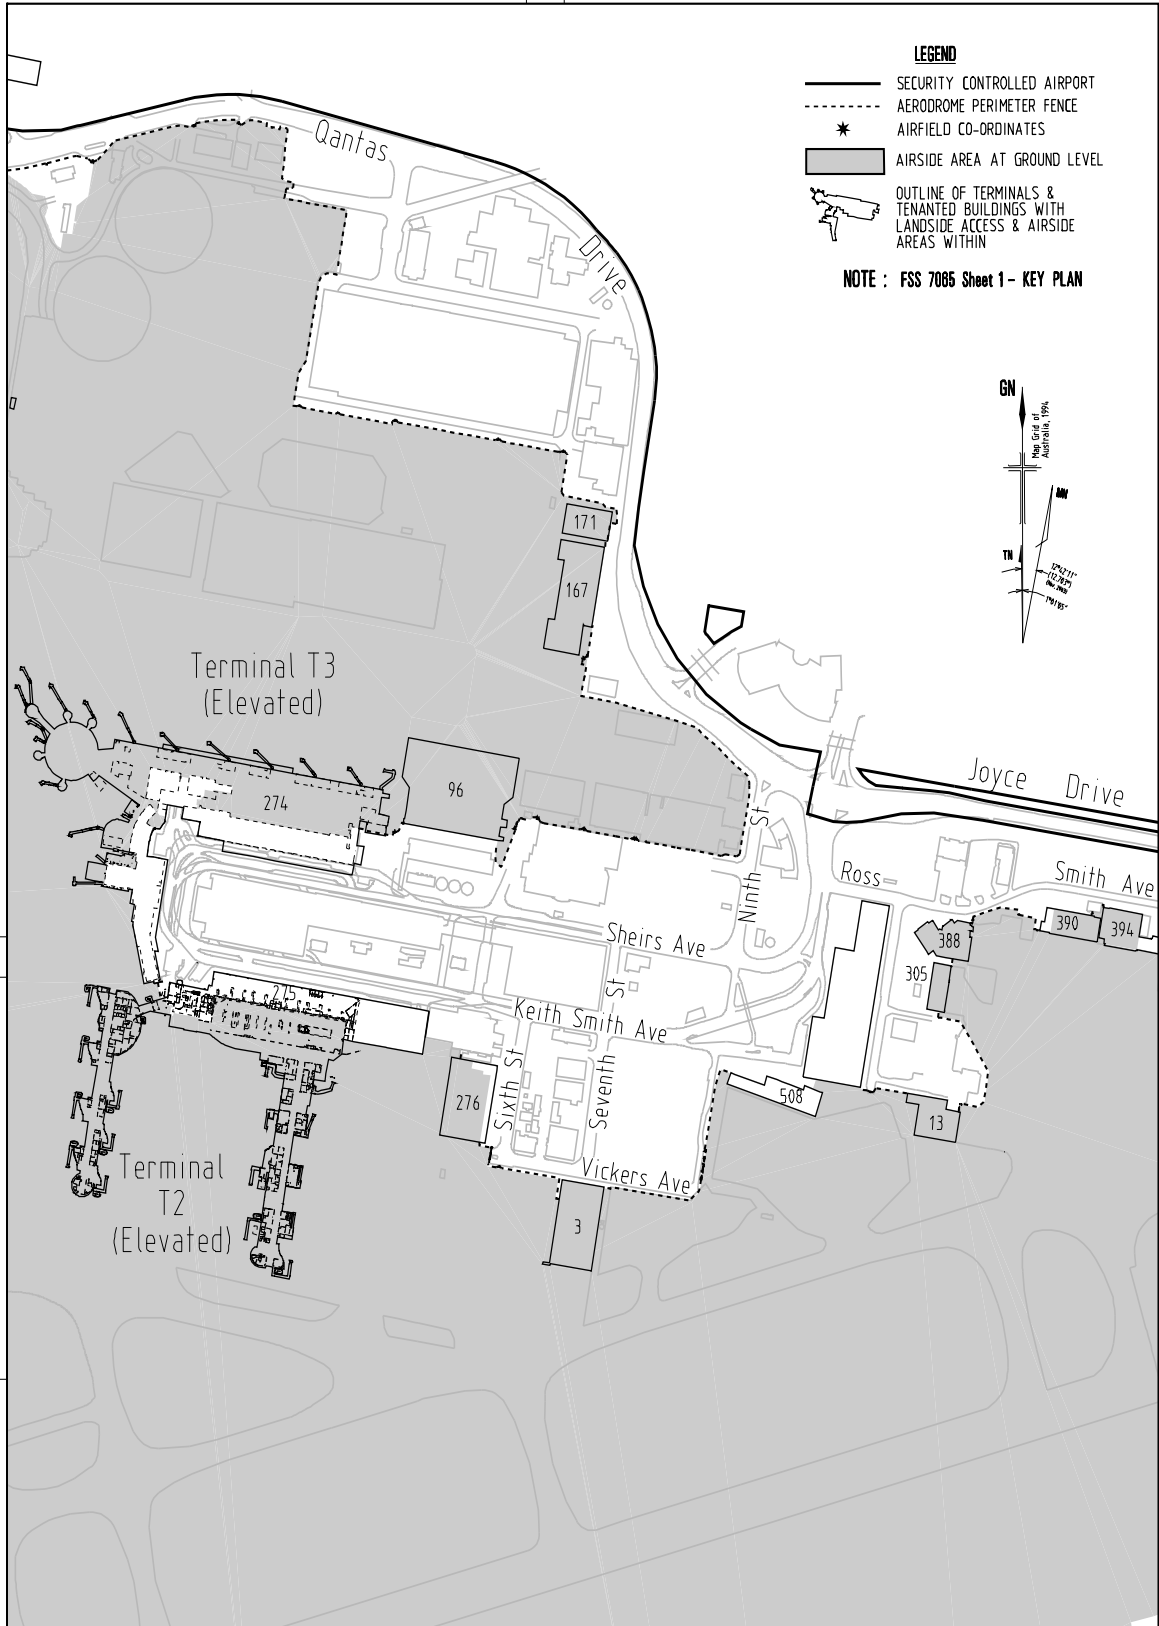 LEGEND
SECURITY CONTROLLED AIRPORT
AERODROME PERIMETER FENCE
AIRFIELD CO-ORDINATES
AIRSIDE AREA AT GROUND LEVEL
OUTLINE OF TERMINALS &
TENANTED BUILDINGS WITH
LANDSIDE ACCESS & AIRSIDE
AREAS WITHIN
NOTE : FSS 7085 Sheet 1 - KEY PLAN
Qantas
Drive
GN
Map Grid of
Australia, 1994
MN
TN
171
167
Terminal T3
(Elevated)
274
96
Joyce Drive
Ninth St
Ross
Smith Ave
390
394
388
305
Sheirs Ave
275
Keith Smith Ave
Sixth St
Seventh St
276
508
13
Vickers Ave
3
Terminal
T2
(Elevated)